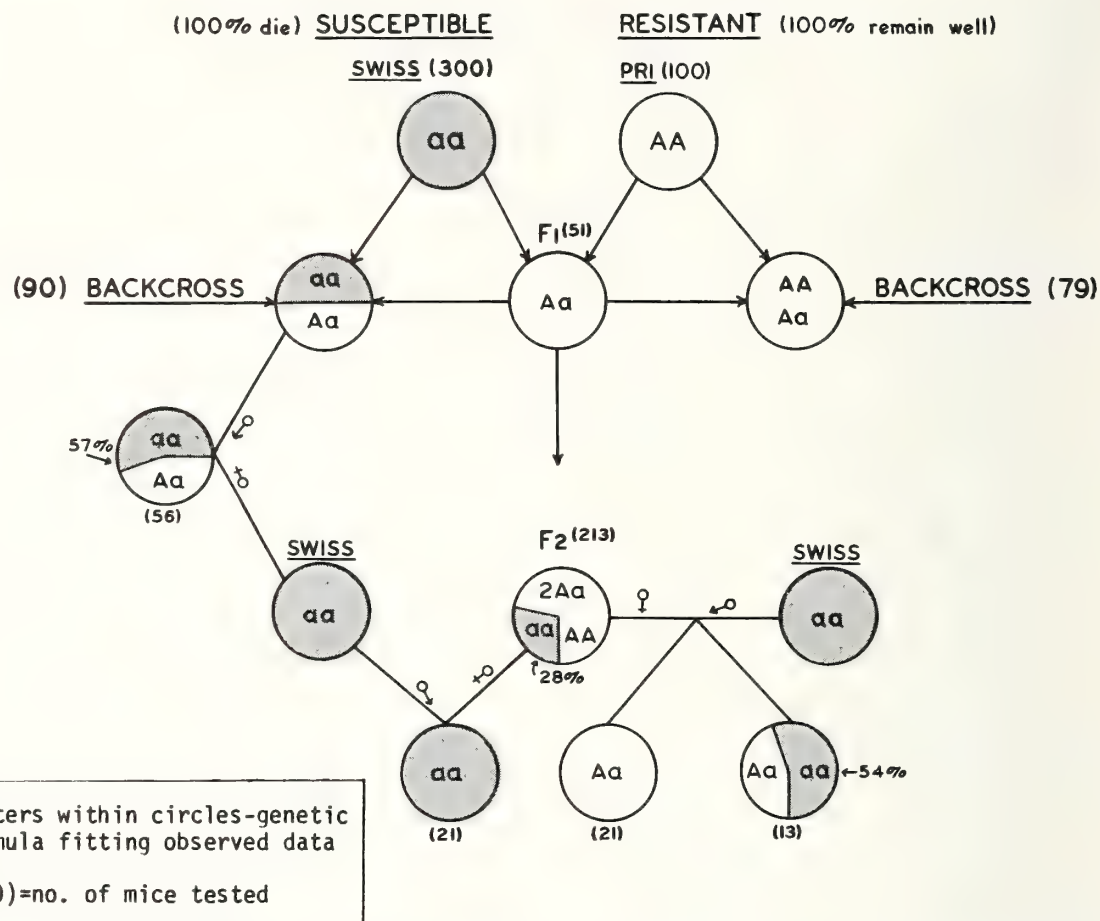 (100% die) SUSCEPTIBLE RESISTANT (100% remain well)
SWISS (300) PRI (100)
aa AA
F1 (51)
(90) BACKCROSS aa Aa AA BACKCROSS (79)
Aa Aa
57% aa
Aa
(56)
SWISS F2 (213) SWISS
aa 2Aa aa
aa AA
28%
aa Aa Aa aa 54%
(21) (21) (13)
ters within circles-genetic
mula fitting observed data
)=no. of mice tested